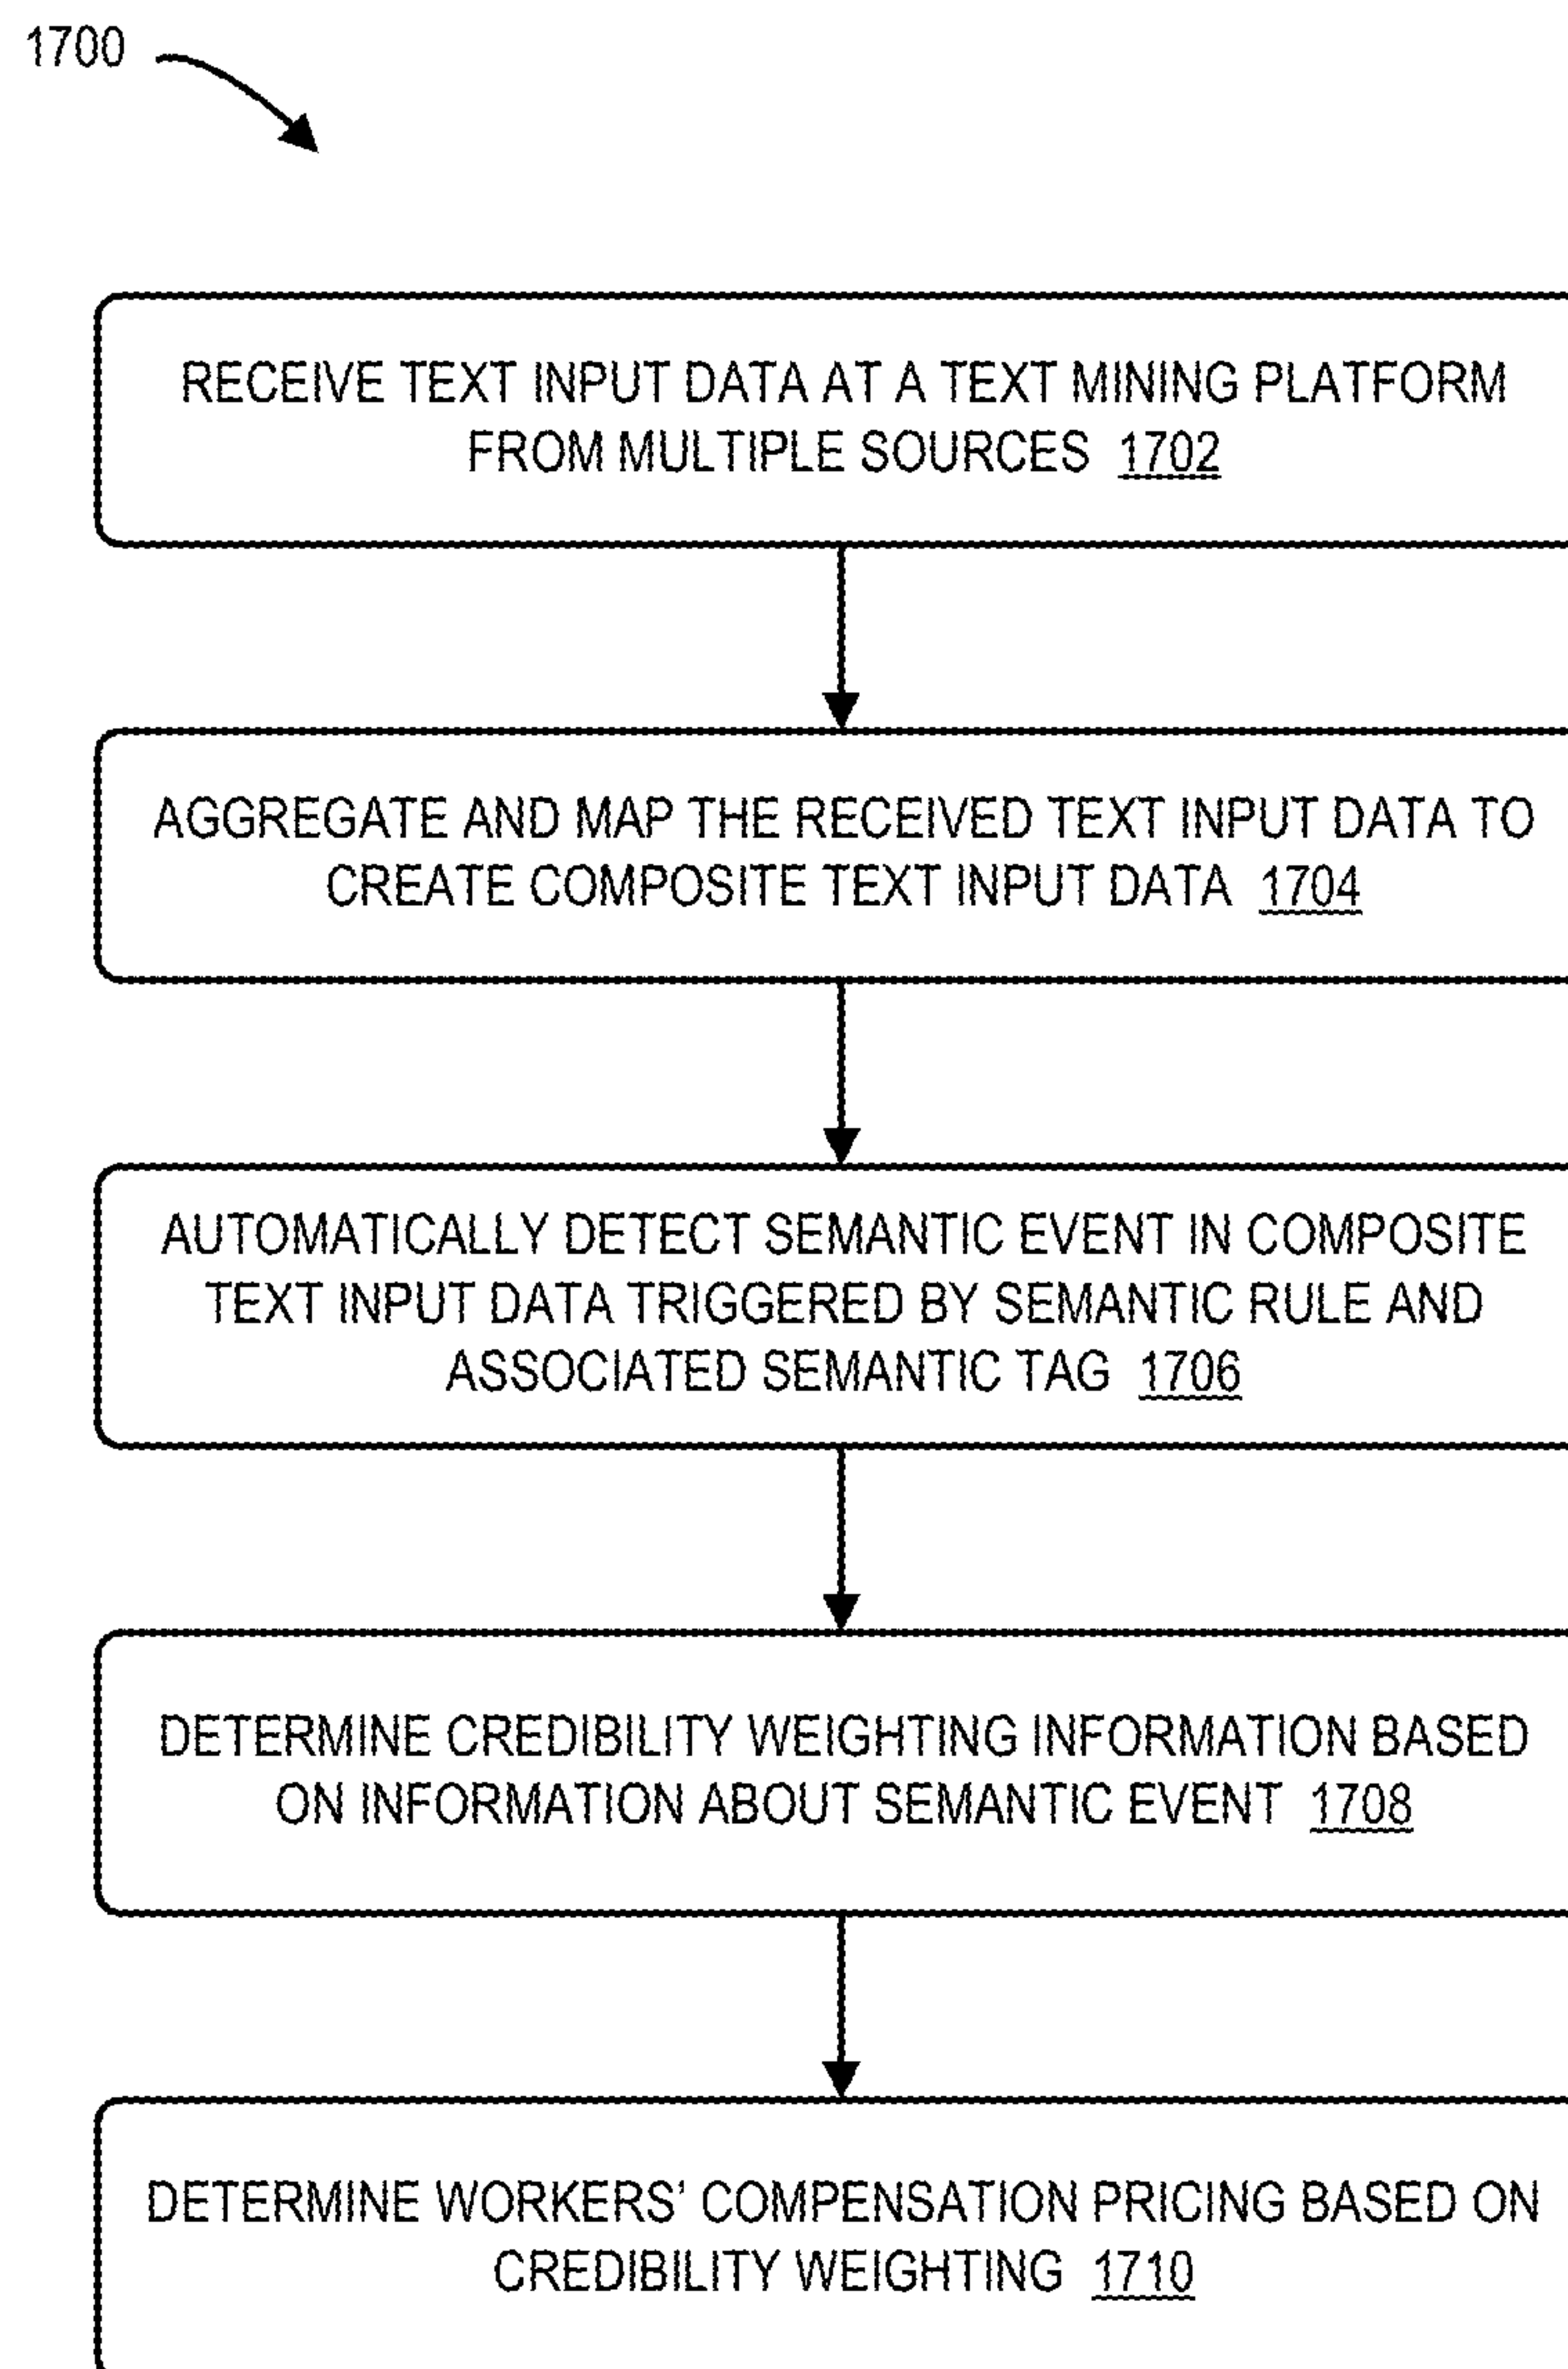 1700
RECEIVE TEXT INPUT DATA AT A TEXT MINING PLATFORM
FROM MULTIPLE SOURCES 1702
AGGREGATE AND MAP THE RECEIVED TEXT INPUT DATA TO
CREATE COMPOSITE TEXT INPUT DATA 1704
AUTOMATICALLY DETECT SEMANTIC EVENT IN COMPOSITE
TEXT INPUT DATA TRIGGERED BY SEMANTIC RULE AND
ASSOCIATED SEMANTIC TAG 1706
DETERMINE CREDIBILITY WEIGHTING INFORMATION BASED
ON INFORMATION ABOUT SEMANTIC EVENT 1708
DETERMINE WORKERS’ COMPENSATION PRICING BASED ON
CREDIBILITY WEIGHTING 1710